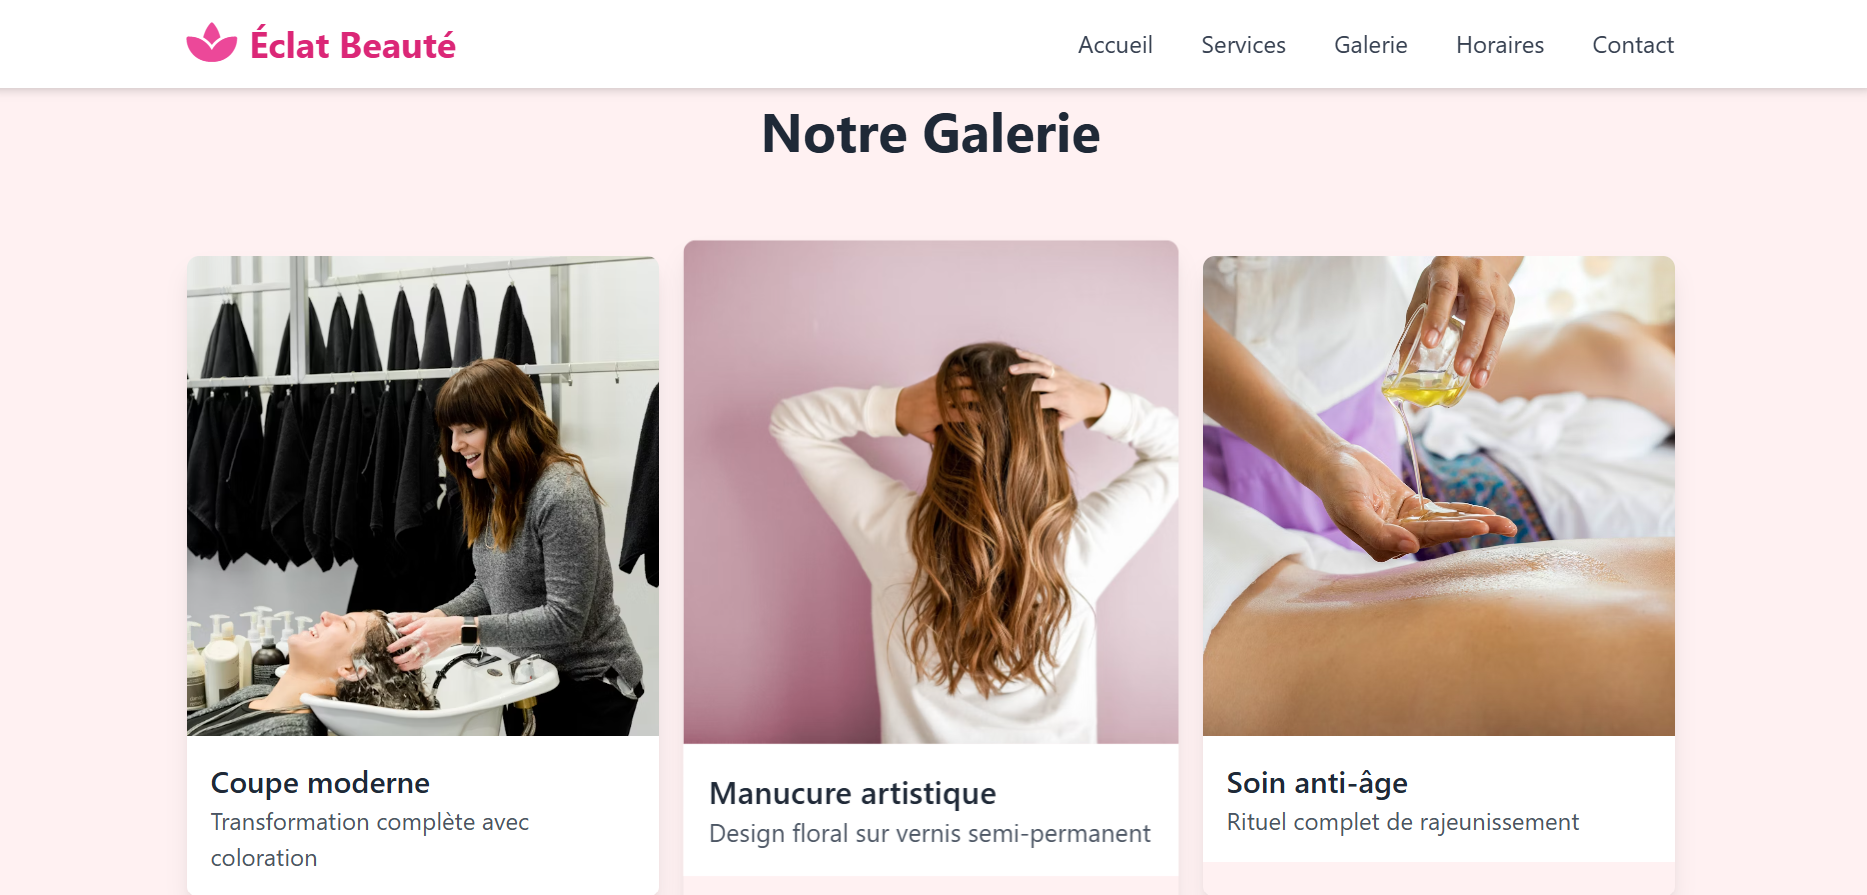 Éclat Beauté
Accueil
Services
Galerie
Horaires
Contact
Notre Galerie
Coupe moderne
Transformation complète avec
coloration
Manucure artistique
Design floral sur vernis semi-permanent
Soin anti-âge
Rituel complet de rajeunissement